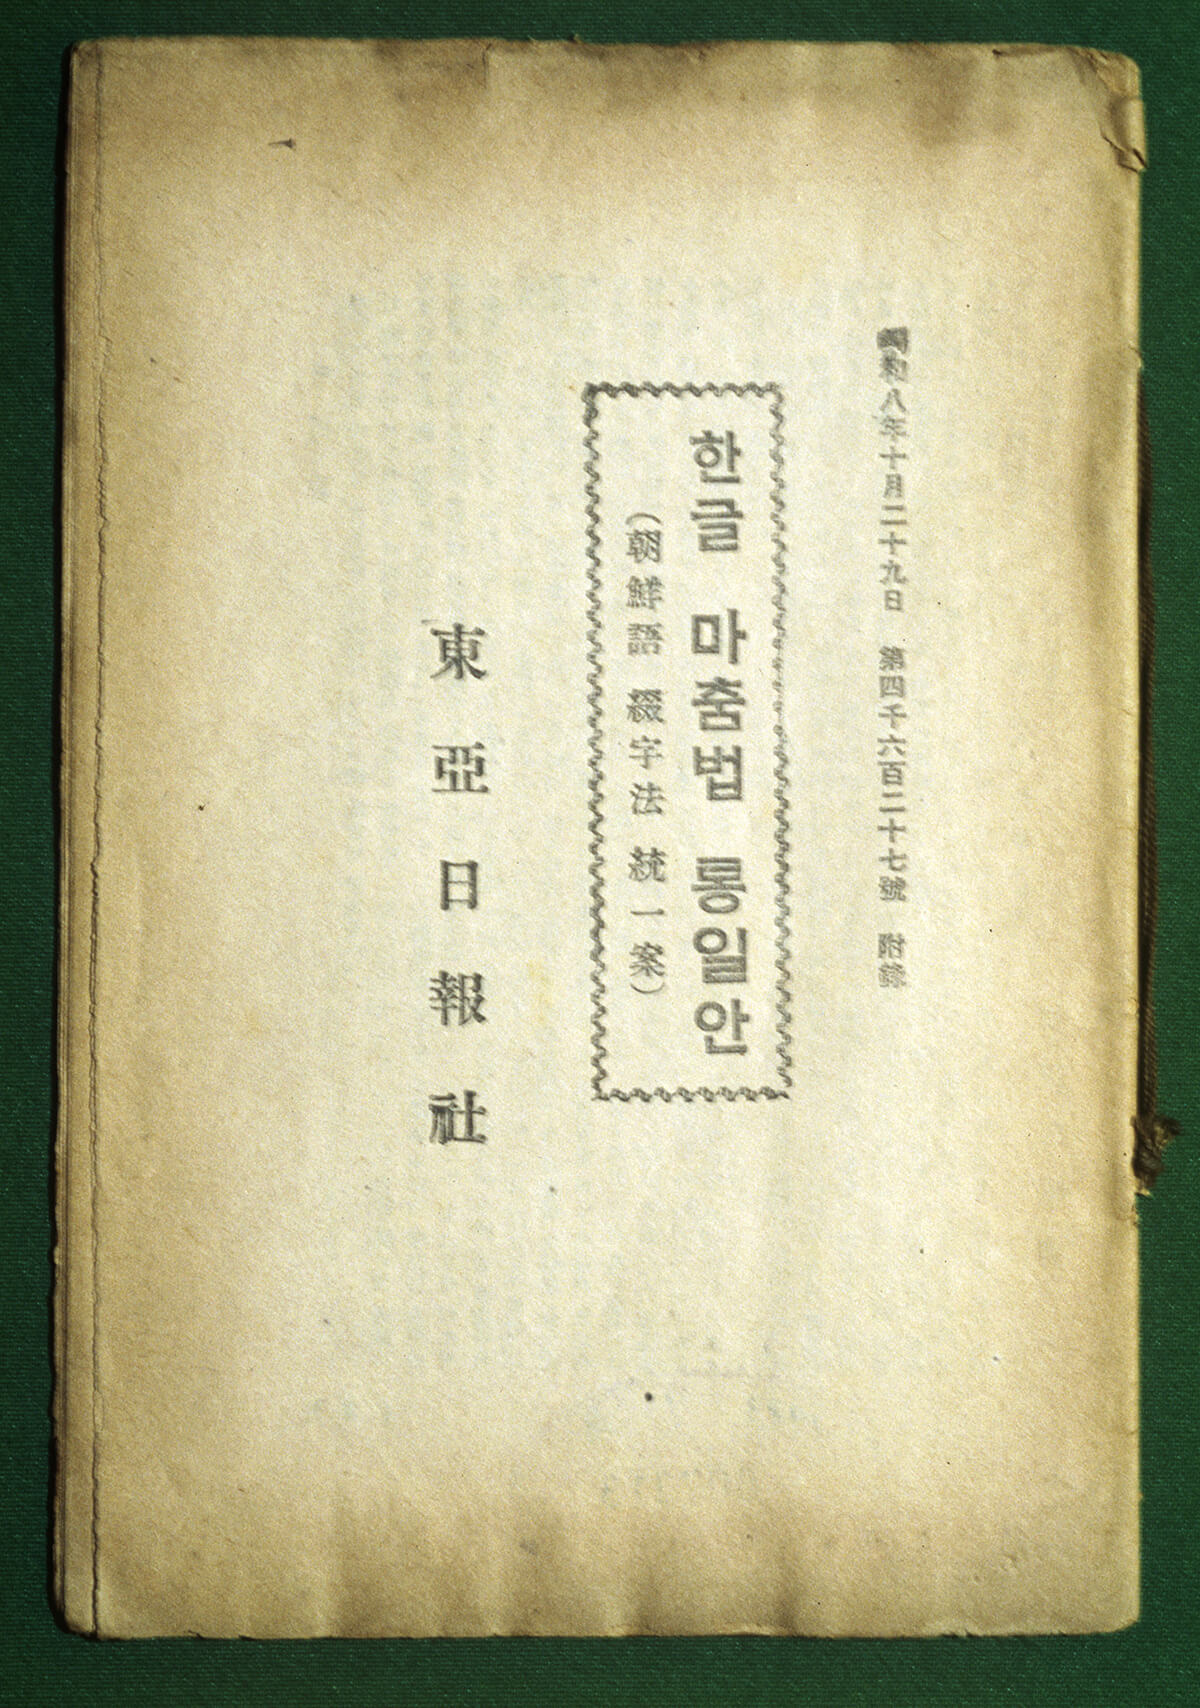 昭和八年十月二十九日 第四千六百二十七號 附錄
한글 마춤법 통일안
(朝鮮語 綴字法 統一案)
東亞日報社